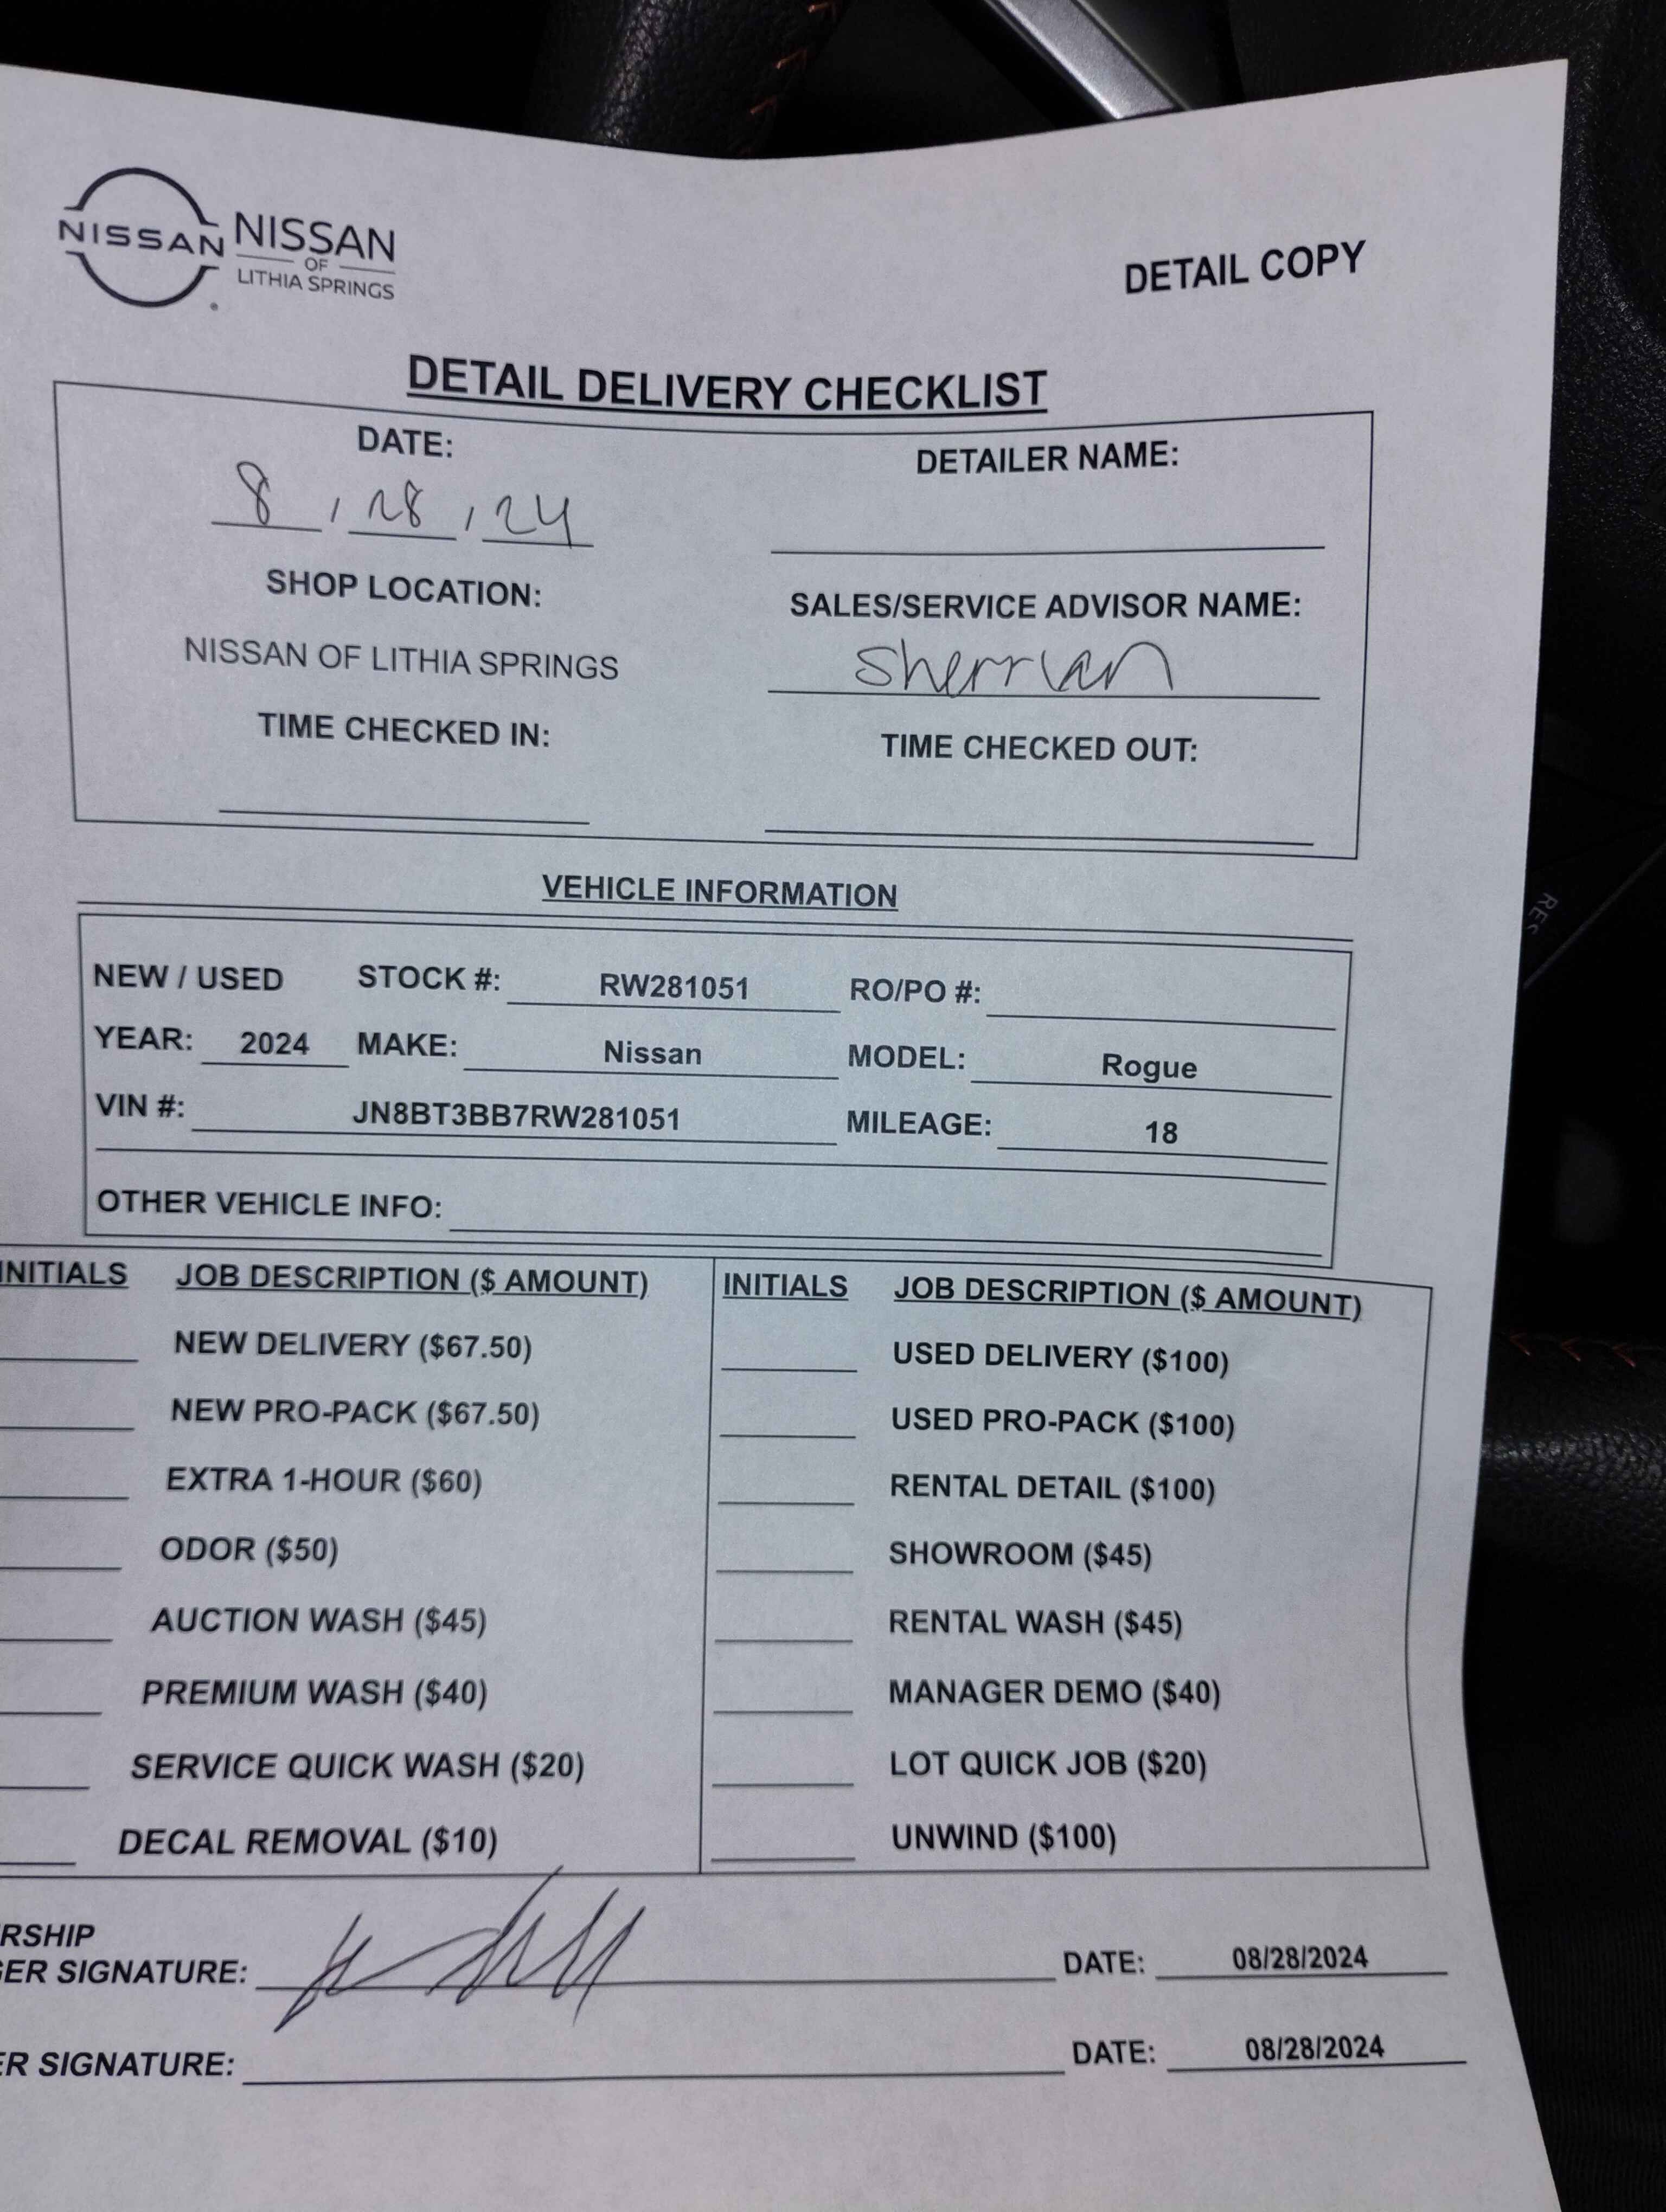 NISSAN
NISSAN
OF
LITHIA SPRINGS
DETAIL COPY
DETAIL DELIVERY CHECKLIST
DATE: DETAILER NAME:
8 / 28 / 24
SHOP LOCATION: SALES/SERVICE ADVISOR NAME:
NISSAN OF LITHIA SPRINGS Sherrian
TIME CHECKED IN: TIME CHECKED OUT:
VEHICLE INFORMATION
NEW / USED STOCK #: RW281051 RO/PO #:
YEAR: 2024 MAKE: Nissan MODEL: Rogue
VIN #: JN8BT3BB7RW281051 MILEAGE: 18
OTHER VEHICLE INFO:
INITIALS JOB DESCRIPTION ($ AMOUNT) INITIALS JOB DESCRIPTION ($ AMOUNT)
NEW DELIVERY ($67.50) USED DELIVERY ($100)
NEW PRO-PACK ($67.50) USED PRO-PACK ($100)
EXTRA 1-HOUR ($60) RENTAL DETAIL ($100)
ODOR ($50) SHOWROOM ($45)
AUCTION WASH ($45) RENTAL WASH ($45)
PREMIUM WASH ($40) MANAGER DEMO ($40)
SERVICE QUICK WASH ($20) LOT QUICK JOB ($20)
DECAL REMOVAL ($10) UNWIND ($100)
RSHIP
GER SIGNATURE: DATE: 08/28/2024
ER SIGNATURE: DATE: 08/28/2024